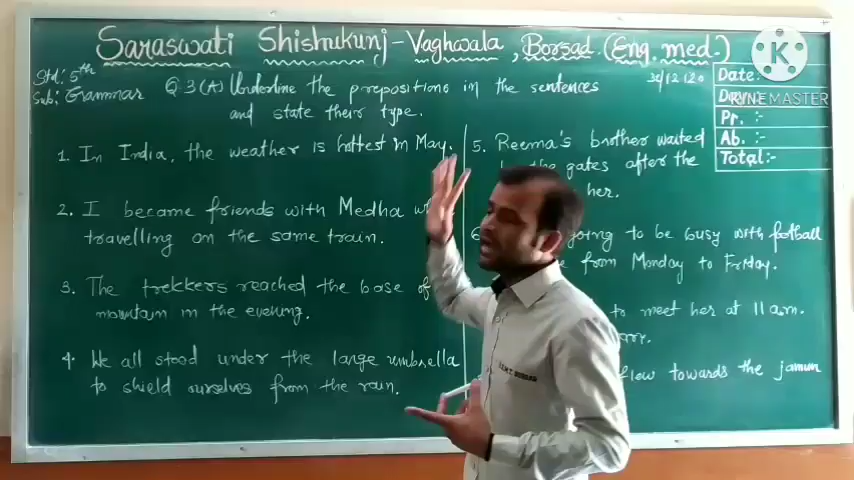 Saraswati Shishukunj - Vaghwala, Borsad. (Eng. med.)
Std: 5th
Sub: Grammar Q.3 (A) Underline the prepositions in the sentences
and state their type.
Date:-
Day:-
Pr. :-
Ab. :-
Total:-
1. In India, the weather is hottest in May.
2. I became friends with Medha
travelling on the same train.
3. The trekkers reached the base of
mountain in the evening.
4. We all stood under the large umbrella
to shield ourselves from the rain.
5. Reema's brother waited
the gates after the
her.
going to be busy with football
from Monday to Friday.
to meet her at 11 a.m.
flew towards the jamun
KINEMASTER